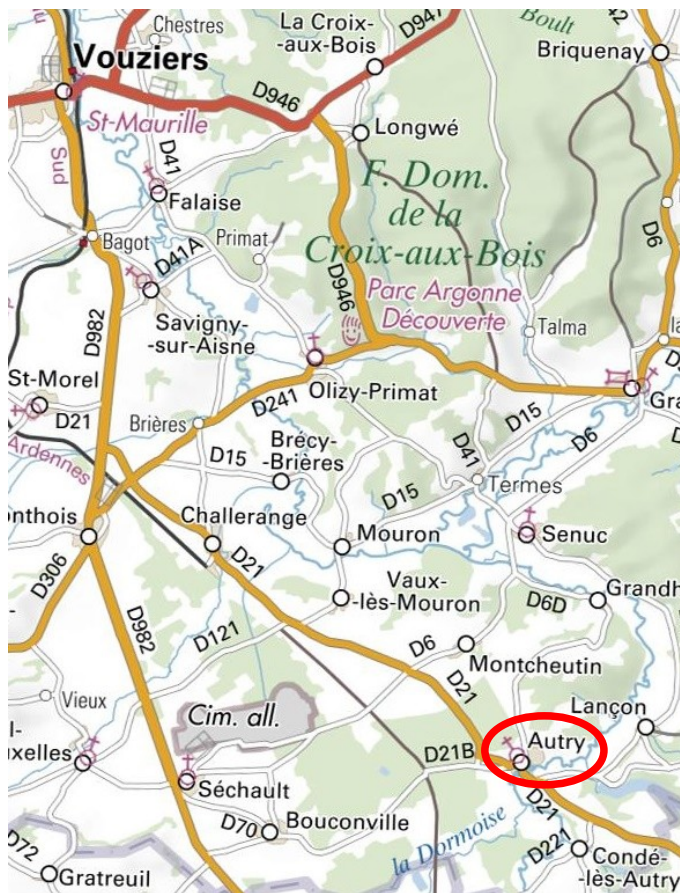 Chestres
La Croix-
-aux-Bois
D947
Boult
42
Briquenay
Vouziers
D946
St-Maurille
Longwé
Sud
D41
Falaise
F. Dom.
de la
Croix-aux-Bois
D6
Bagot
D41A
Primat
D946
Parc Argonne
Découverte
Savigny-
-sur-Aisne
D982
Talma
la
St-Morel
D21
Olizy-Primat
D241
Gra
D15
D6
Ardennes
Brières
Brécy-
-Brières
D15
D41
D15
Termes
onthois
Challerange
Mouron
Senuc
D306
D21
Vaux-
-lès-Mouron
D6D
Grandh
D982
D121
D6
Montcheutin
Vieux
Cim. all.
D21
Lançon
uxelles
D21B
Autry
Séchault
D21
D70
Bouconville
la Dormoise
D221
D72
Condé-
-lès-Autry
Gratreuil